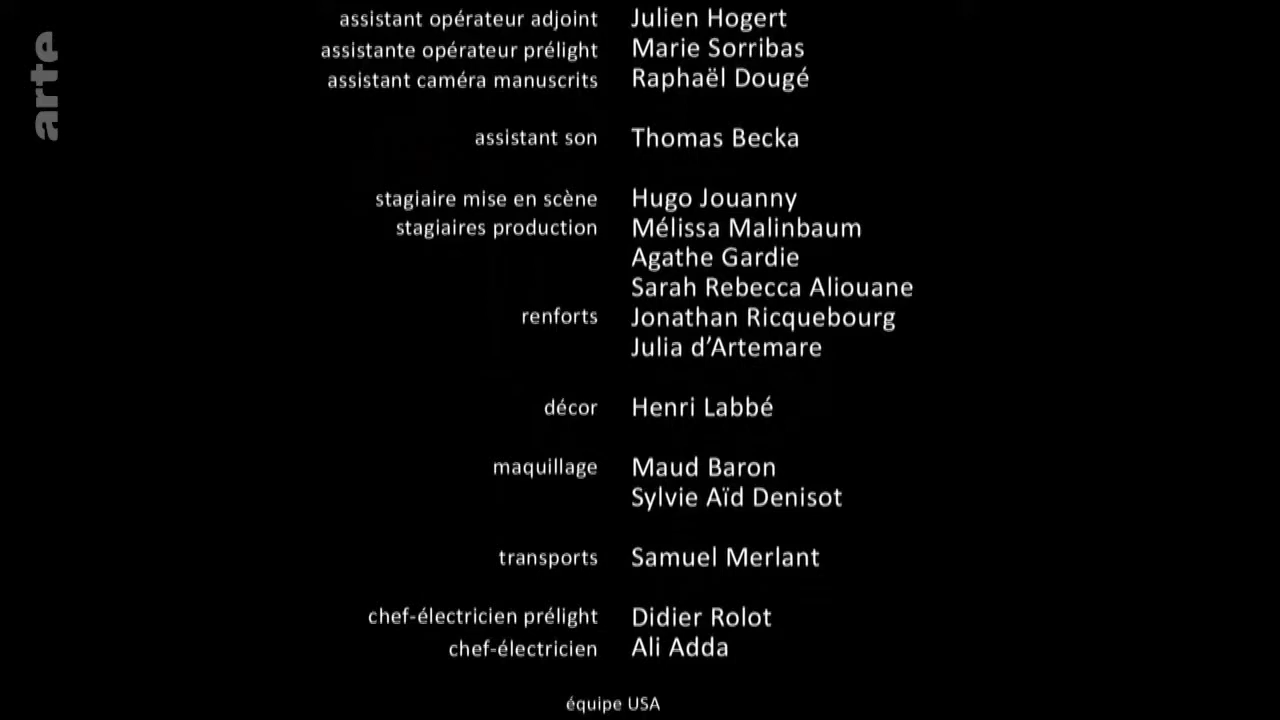 arte
assistant opérateur adjoint Julien Hogert
assistante opérateur prélight Marie Sorribas
assistant caméra manuscrits Raphaël Dougé
assistant son Thomas Becka
stagiaire mise en scène Hugo Jouanny
stagiaires production Mélissa Malinbaum
Agathe Gardie
Sarah Rebecca Aliouane
renforts Jonathan Ricquebourg
Julia d’Artemare
décor Henri Labbé
maquillage Maud Baron
Sylvie Aïd Denisot
transports Samuel Merlant
chef-électricien prélight Didier Rolot
chef-électricien Ali Adda
équipe USA